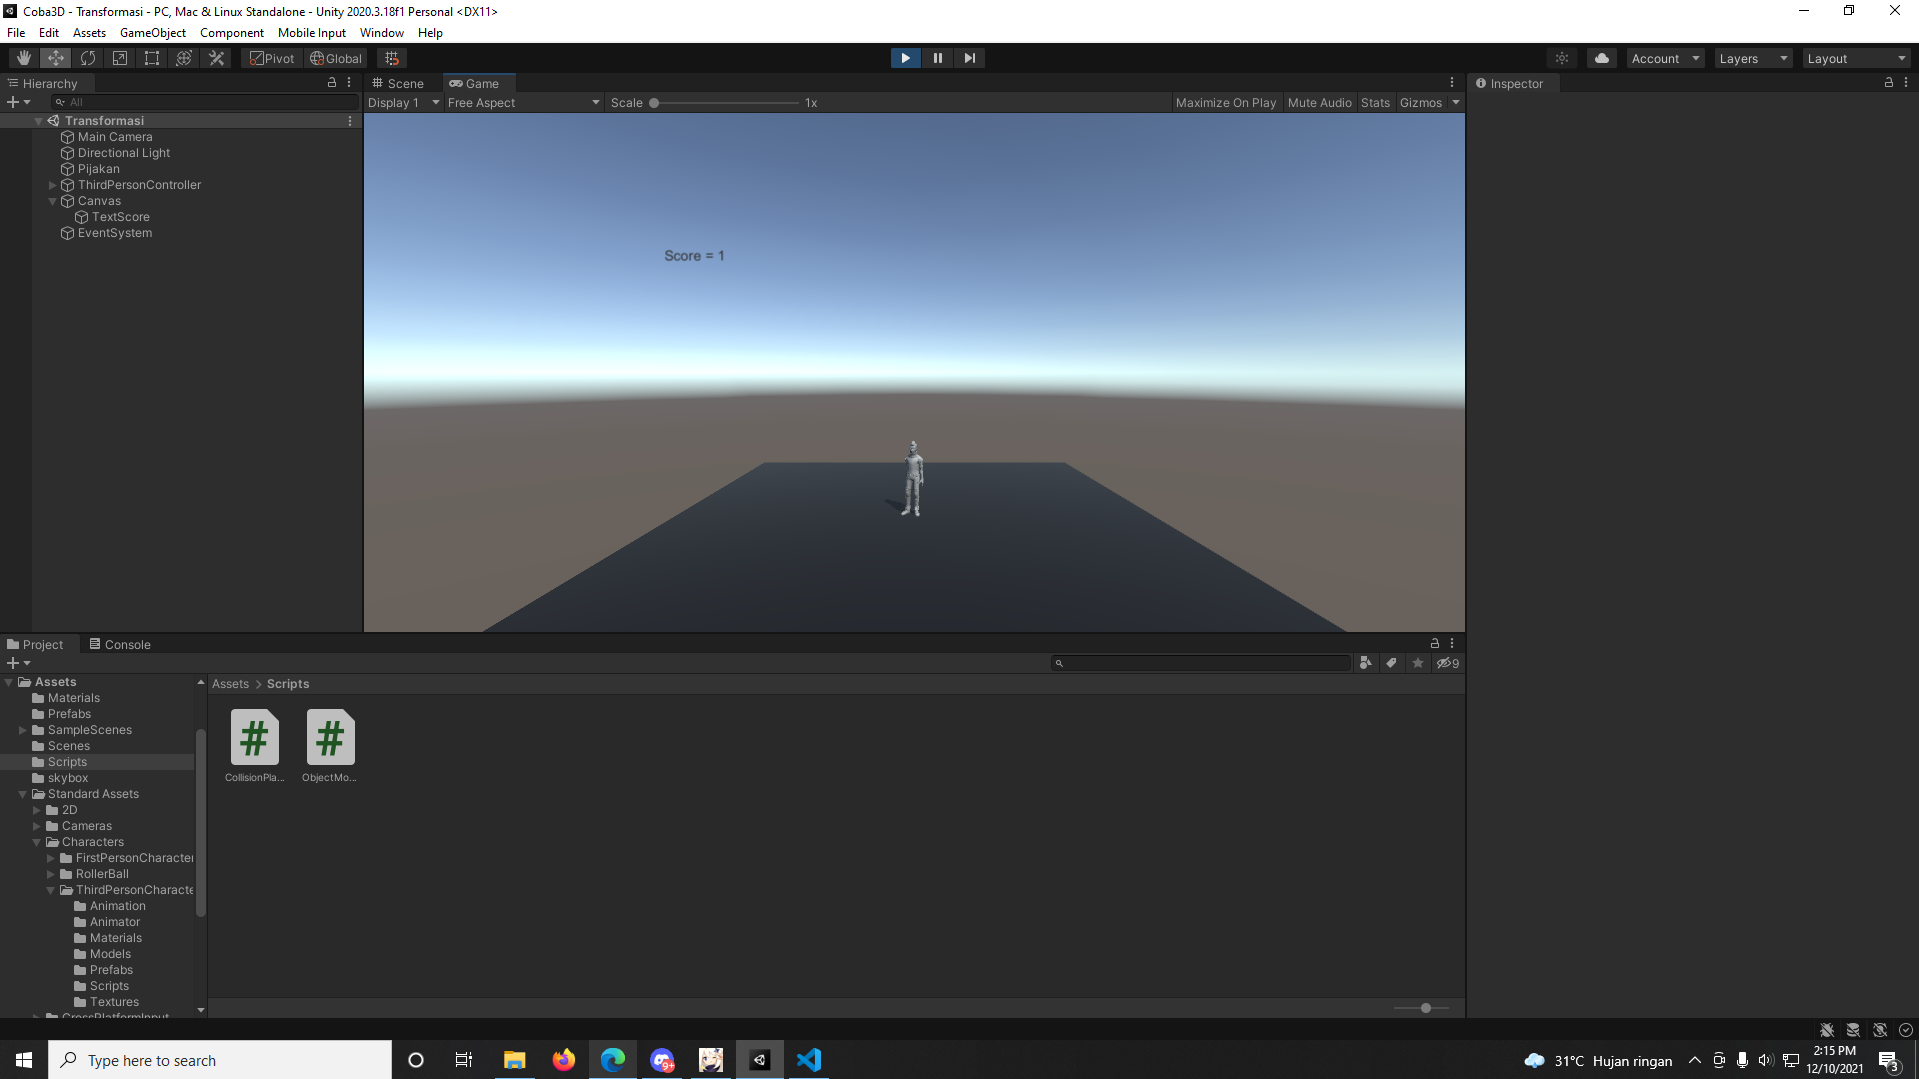 Coba3D - Transformasi - PC, Mac & Linux Standalone - Unity 2020.3.18f1 Personal <DX11>
File Edit Assets GameObject Component Mobile Input Window Help
Pivot Global Account Layers Layout
Hierarchy
All
Transformasi
Main Camera
Directional Light
Pijakan
ThirdPersonController
Canvas
TextScore
EventSystem
Scene Game
Display 1 Free Aspect Scale 1x Maximize On Play Mute Audio Stats Gizmos
Score = 1
Inspector
Project Console
9
Assets
Materials
Prefabs
SampleScenes
Scenes
Scripts
skybox
Standard Assets
2D
Cameras
Characters
FirstPersonCharacter
RollerBall
ThirdPersonCharacte
Animation
Animator
Materials
Models
Prefabs
Scripts
Textures
CrossPlatformInput
Assets > Scripts
CollisionPla... ObjectMo...
Type here to search
9+
31°C Hujan ringan
2:15 PM
12/10/2021
3